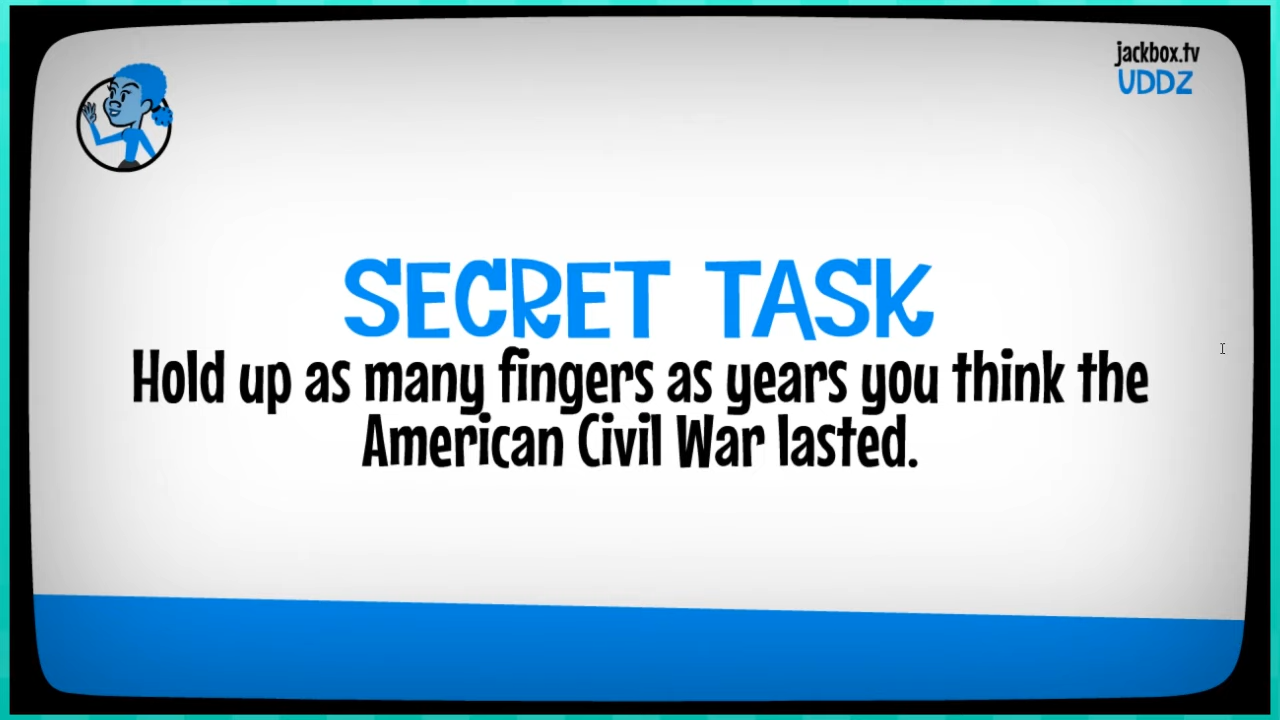 jackbox.tv
UDDZ
SECRET TASK
Hold up as many fingers as years you think the
American Civil War lasted.